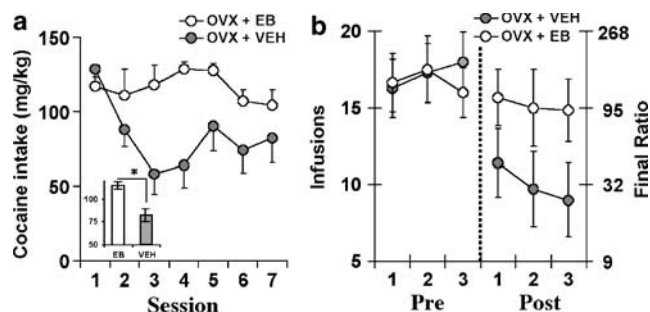 a
OVX + EB
OVX + VEH
Cocaine intake (mg/kg)
150
100
50
0
100
75
50
*
EB VEH
1 2 3 4 5 6 7
Session
b
OVX + VEH
OVX + EB
Infusions
20
15
10
5
268
95
32
9
Final Ratio
1 2 3 1 2 3
Pre Post